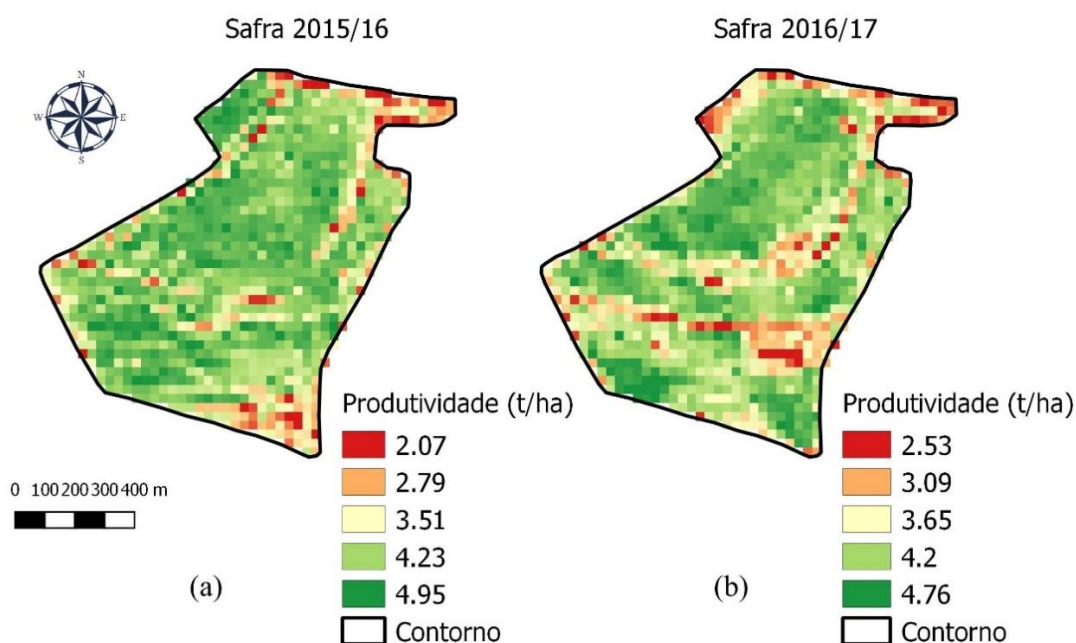 Safra 2015/16
Safra 2016/17
N
W E
S
Produtividade (t/ha)
2.07
2.79
3.51
4.23
4.95
Contorno
Produtividade (t/ha)
2.53
3.09
3.65
4.2
4.76
Contorno
0 100 200 300 400 m
(a)
(b)